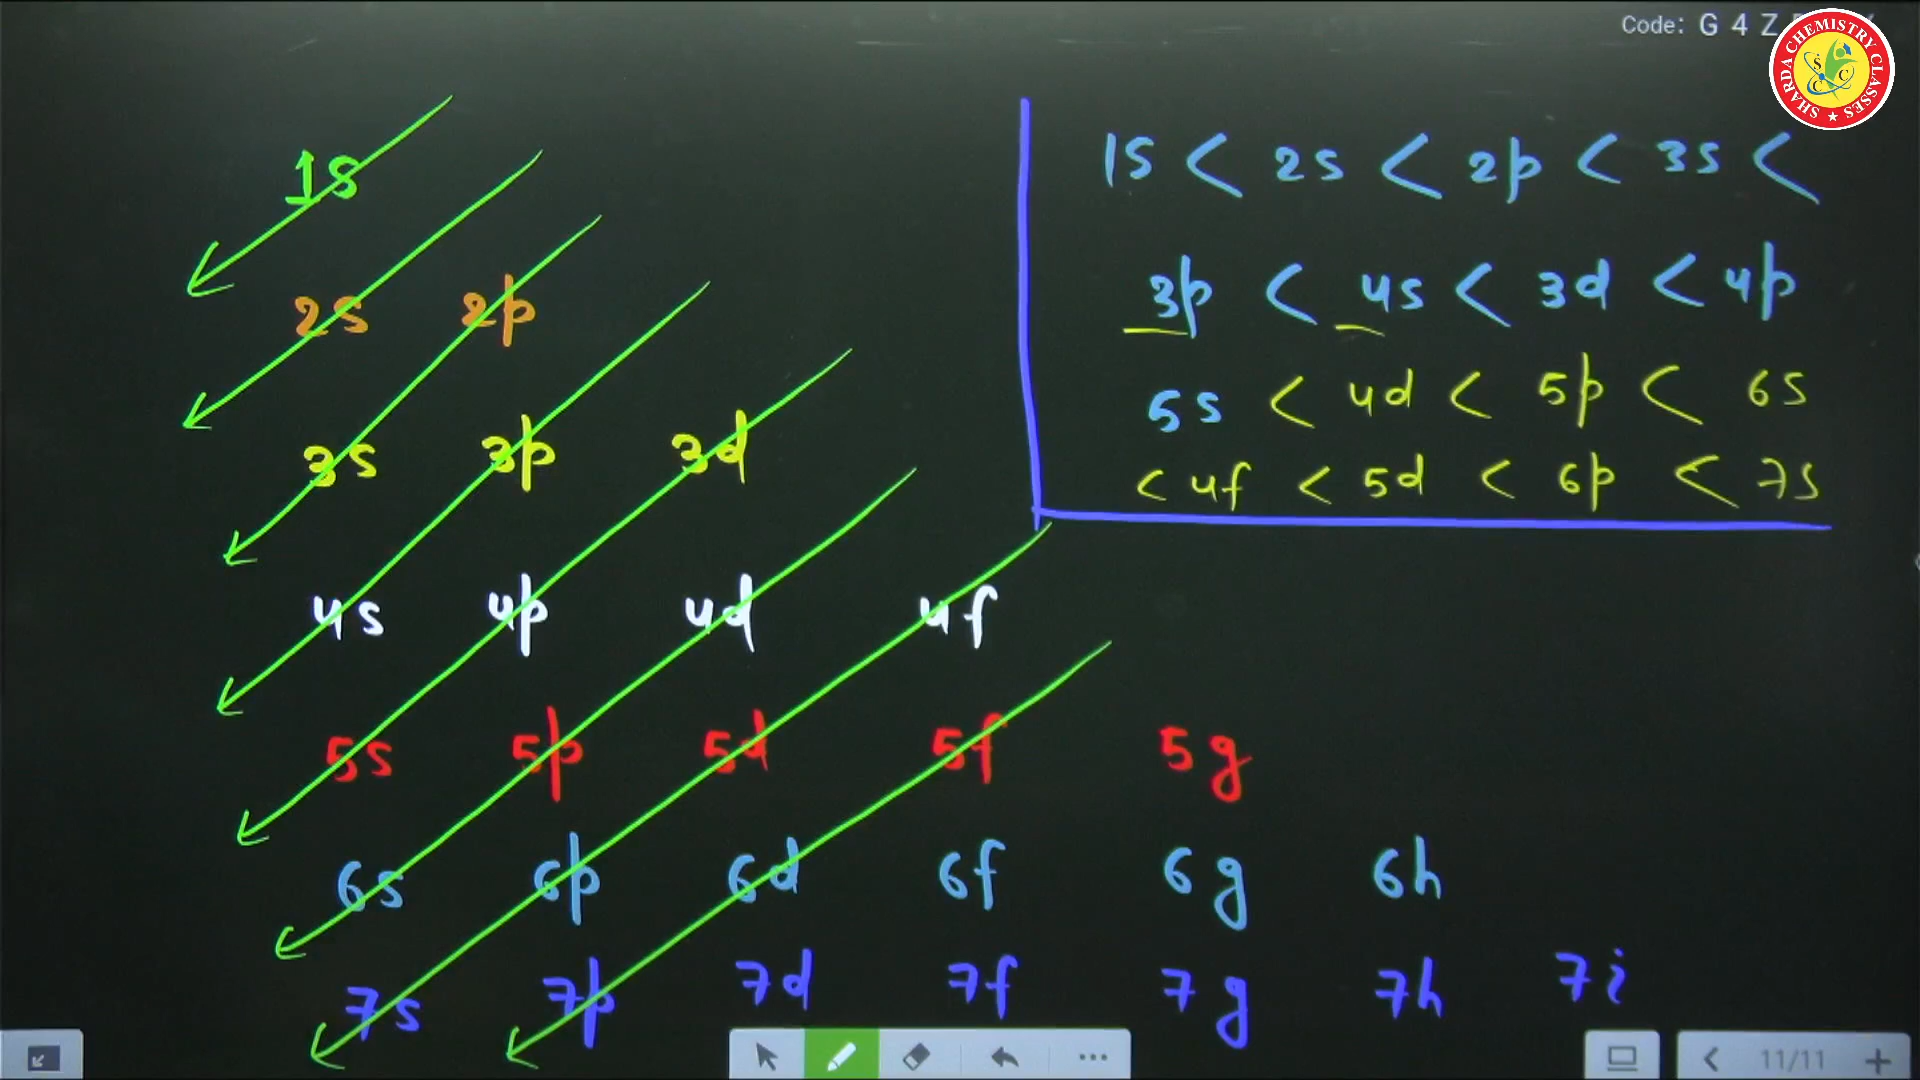 Code: G 4 Z
SHARDA CHEMISTRY CLASSES
S C C
1s
2s 2p
3s 3p 3d
4s 4p 4d 4f
5s 5p 5d 5f 5g
6s 6p 6d 6f 6g 6h
7s 7p 7d 7f 7g 7h 7i
1s < 2s < 2p < 3s <
3p < 4s < 3d < 4p
5s < 4d < 5p < 6s
< 4f < 5d < 6p < 7s
11/11